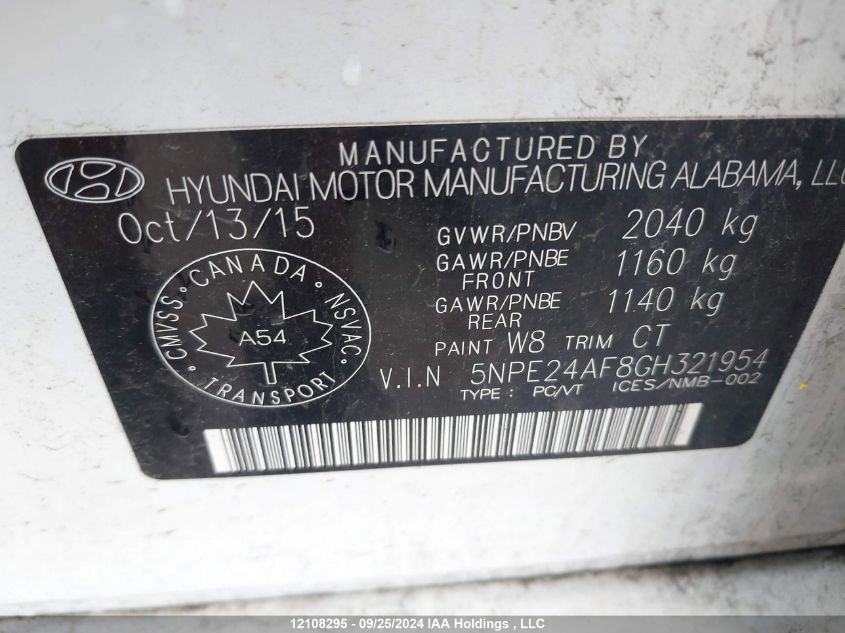 MANUFACTURED BY
HYUNDAI MOTOR MANUFACTURING ALABAMA, LLC
Oct/13/15
GVWR/PNBV 2040 kg
GAWR/PNBE FRONT 1160 kg
GAWR/PNBE REAR 1140 kg
PAINT W8 TRIM CT
CMVSS • CANADA • NSVAC • TRANSPORT
A54
V.I.N 5NPE24AF8GH321954
TYPE : PC/VT ICES/NMB-002
12108295 - 09/25/2024 IAA Holdings , LLC